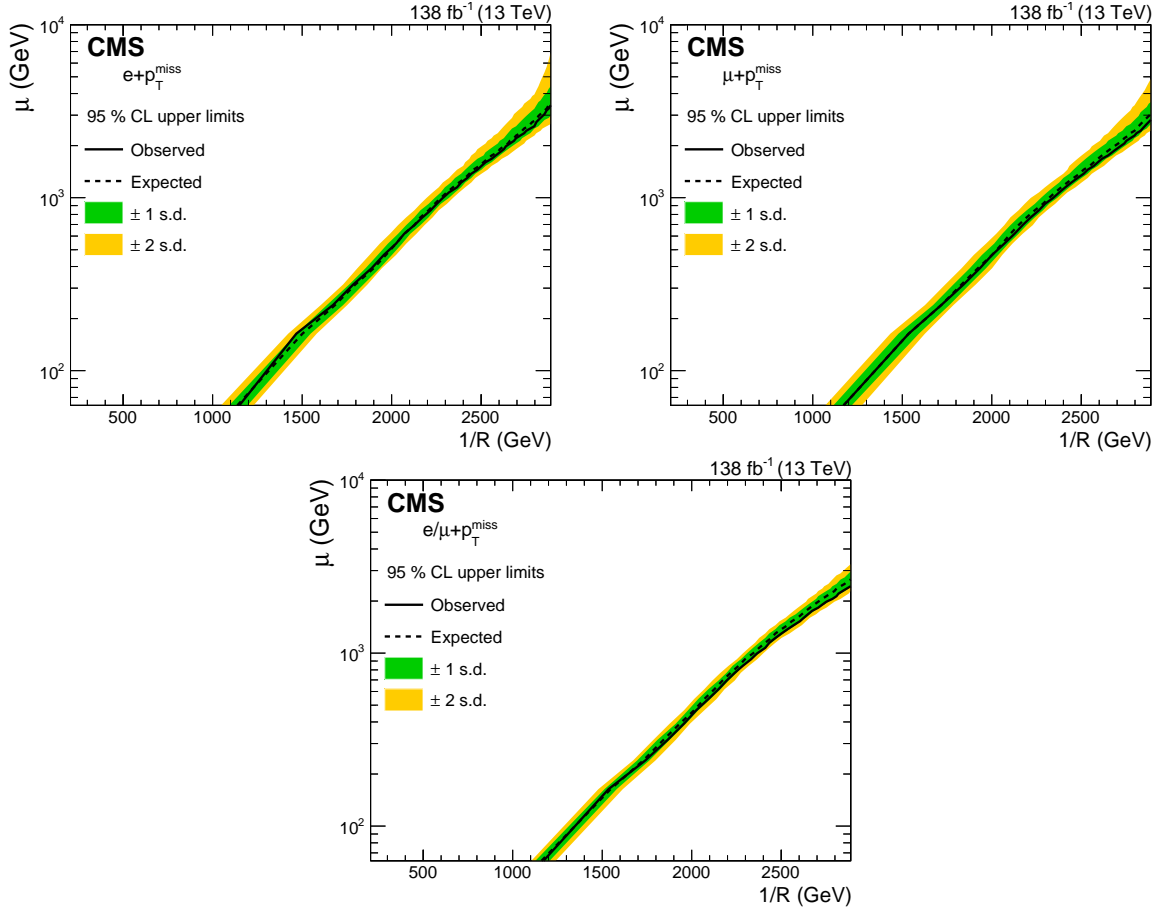 138 fb⁻¹ (13 TeV)
CMS
e+p_T^miss
95 % CL upper limits
Observed
Expected
± 1 s.d.
± 2 s.d.
μ (GeV)
10⁴
10³
10²
500 1000 1500 2000 2500
1/R (GeV)
138 fb⁻¹ (13 TeV)
CMS
μ+p_T^miss
95 % CL upper limits
Observed
Expected
± 1 s.d.
± 2 s.d.
μ (GeV)
10⁴
10³
10²
500 1000 1500 2000 2500
1/R (GeV)
138 fb⁻¹ (13 TeV)
CMS
e/μ+p_T^miss
95 % CL upper limits
Observed
Expected
± 1 s.d.
± 2 s.d.
μ (GeV)
10⁴
10³
10²
500 1000 1500 2000 2500
1/R (GeV)